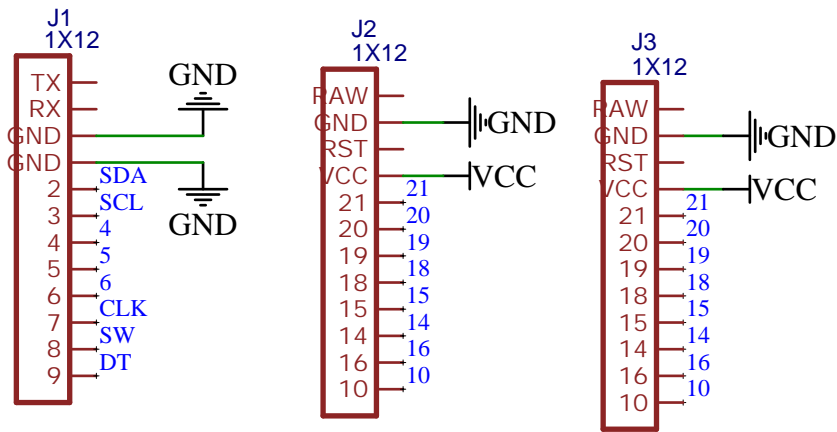 J1
1X12
TX
RX
GND
GND
2
3
4
5
6
7
8
9
GND
SDA
SCL
4
5
6
CLK
SW
DT
GND
J2
1X12
RAW
GND
RST
VCC
21
20
19
18
15
14
16
10
GND
VCC
21
20
19
18
15
14
16
10
J3
1X12
RAW
GND
RST
VCC
21
20
19
18
15
14
16
10
GND
VCC
21
20
19
18
15
14
16
10